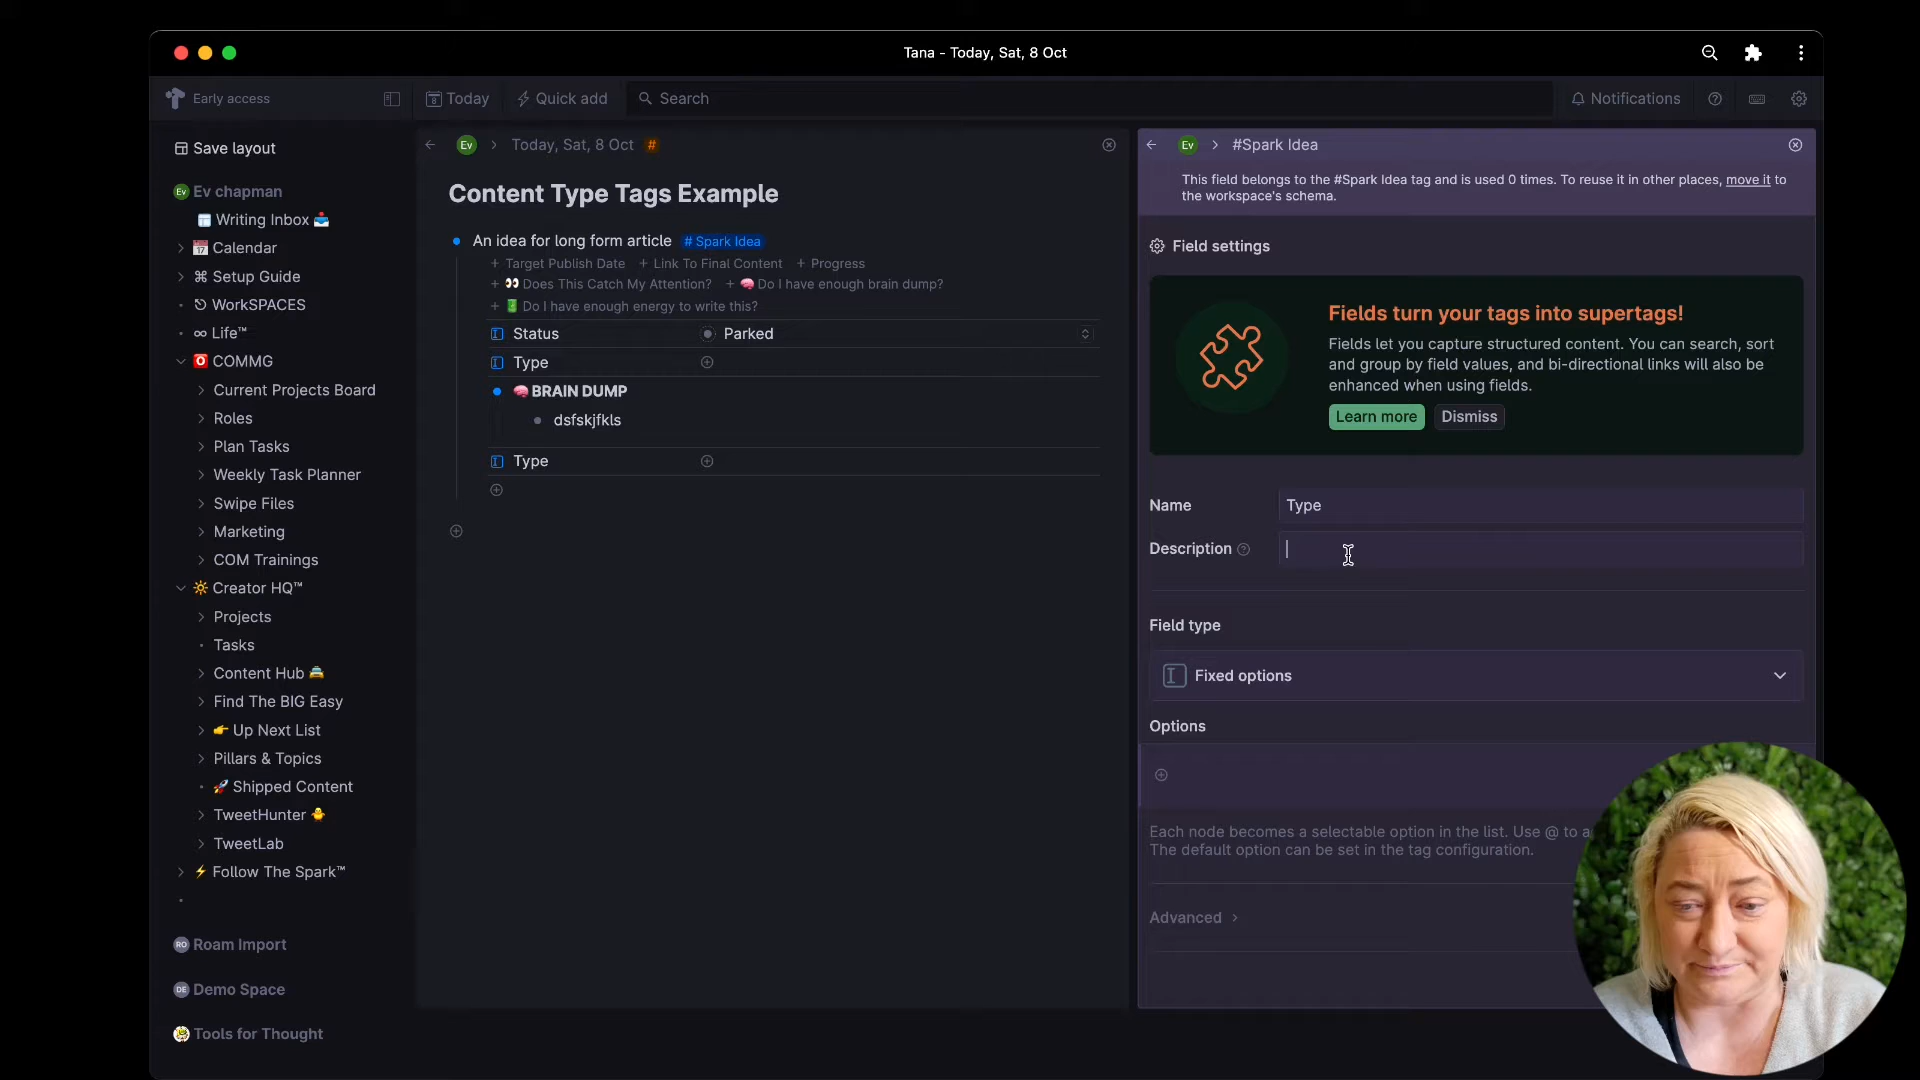 Tana - Today, Sat, 8 Oct
Early access
Today
Quick add
Search
Notifications
Save layout
Ev Ev chapman
Writing Inbox
Calendar
Setup Guide
WorkSPACES
Life™
COMMG
Current Projects Board
Roles
Plan Tasks
Weekly Task Planner
Swipe Files
Marketing
COM Trainings
Creator HQ™
Projects
Tasks
Content Hub
Find The BIG Easy
Up Next List
Pillars & Topics
Shipped Content
TweetHunter
TweetLab
Follow The Spark™
RO Roam Import
DE Demo Space
Tools for Thought
Ev > Today, Sat, 8 Oct #
Content Type Tags Example
An idea for long form article # Spark Idea
+ Target Publish Date + Link To Final Content + Progress
+ 👀 Does This Catch My Attention? + 🧠 Do I have enough brain dump?
+ Do I have enough energy to write this?
Status Parked
Type
🧠 BRAIN DUMP
dsfskjfkls
Type
Ev > #Spark Idea
This field belongs to the #Spark Idea tag and is used 0 times. To reuse it in other places, move it to
the workspace's schema.
Field settings
Fields turn your tags into supertags!
Fields let you capture structured content. You can search, sort
and group by field values, and bi-directional links will also be
enhanced when using fields.
Learn more Dismiss
Name Type
Description
Field type
Fixed options
Options
Each node becomes a selectable option in the list. Use @ to
The default option can be set in the tag configuration.
Advanced >